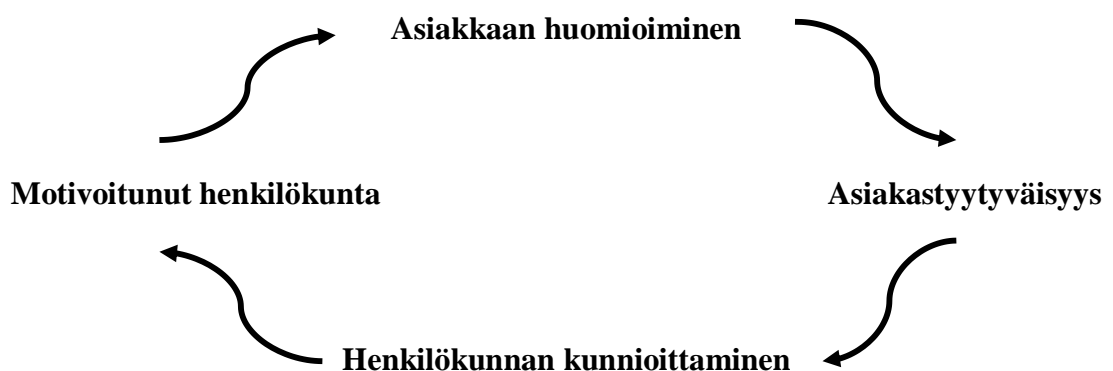 Asiakkaan huomioiminen
Motivoitunut henkilökunta
Asiakastyytyväisyys
Henkilökunnan kunnioittaminen